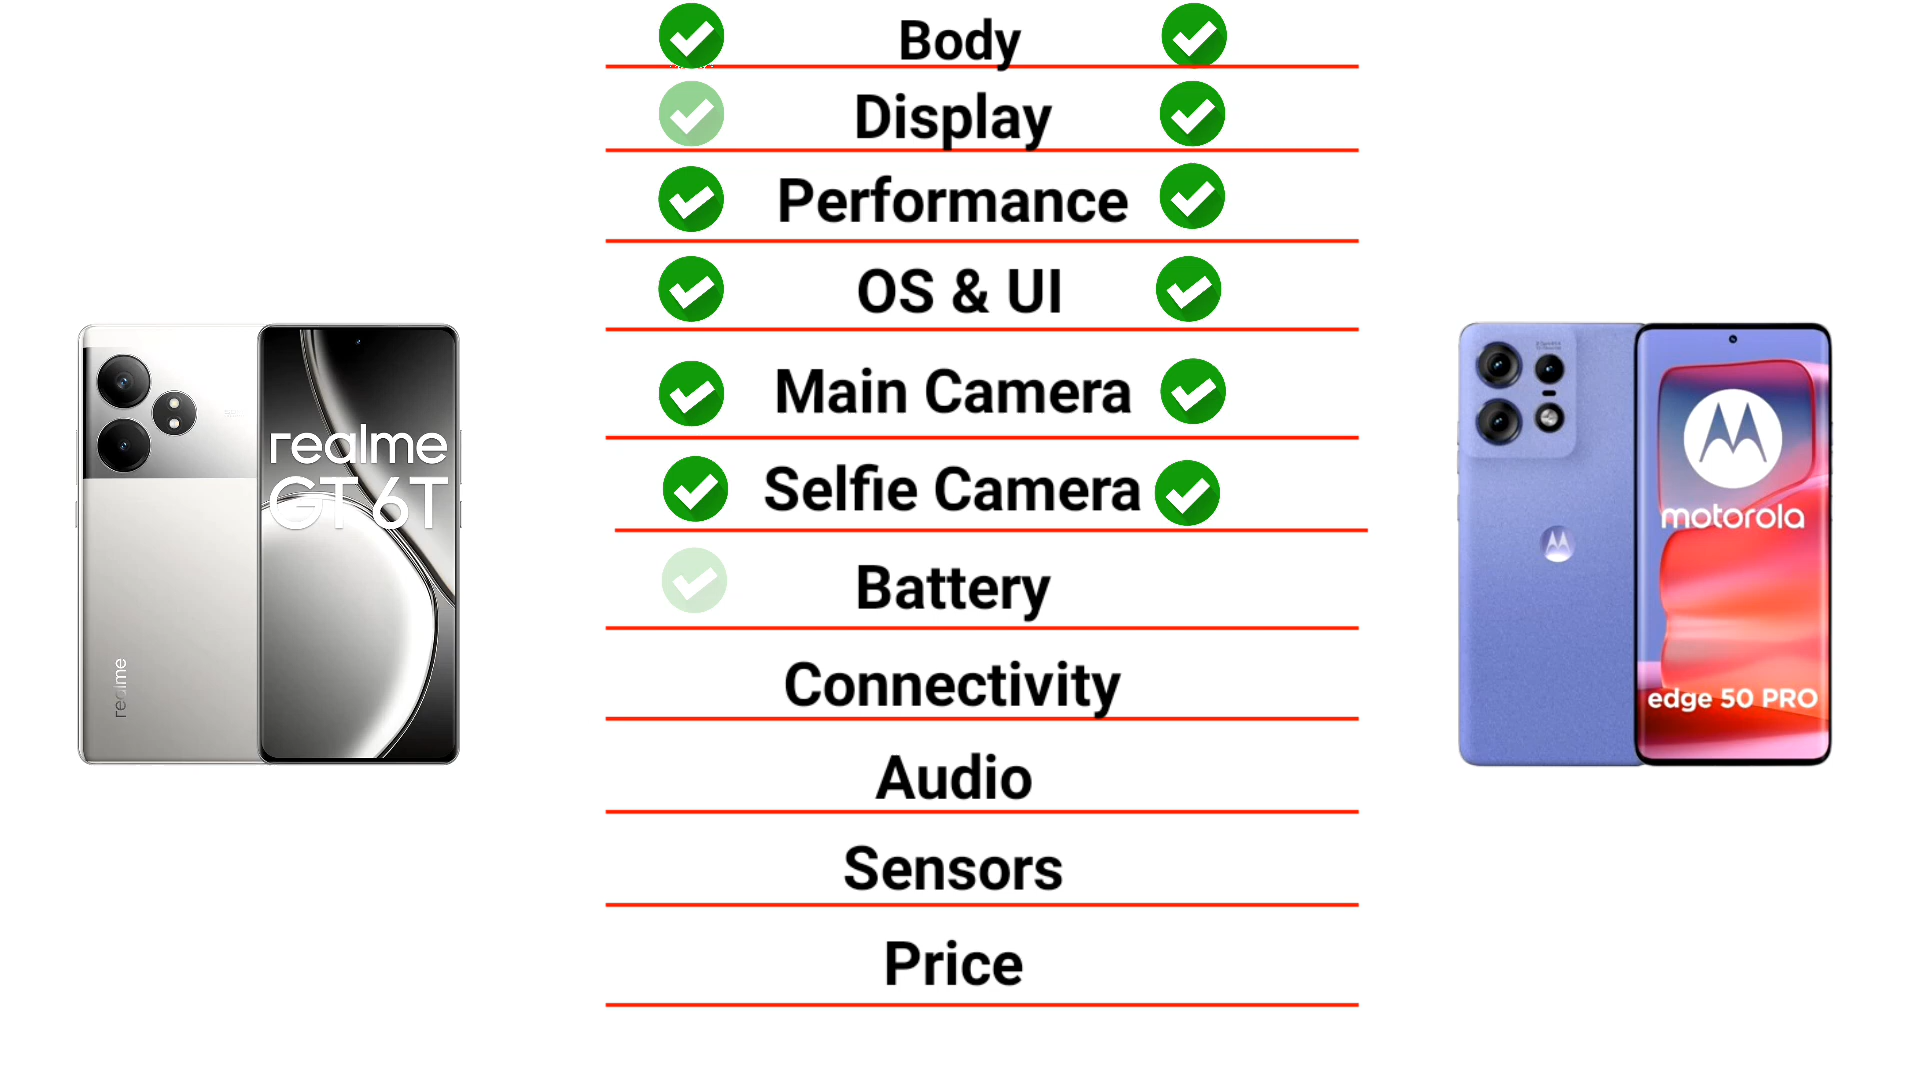 Body
Display
Performance
OS & UI
Main Camera
Selfie Camera
Battery
Connectivity
Audio
Sensors
Price
realme
GT 6T
realme
motorola
edge 50 PRO